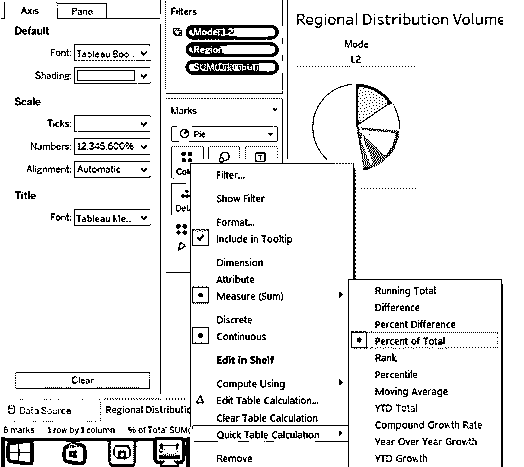 Axis
Pane
Default
Font:
Tableau Boo..
Shading:
Scale
Ticks:
Numbers:
12,345.600%
Alignment:
Automatic
Title
Font:
Tableau Me..
Clear
Filters
Mode: L2
Region
Marks
Pie
Regional Distribution Volume
Mode
L2
Filter...
Show Filter
Format...
Include in Tooltip
Dimension
Attribute
Measure (Sum)
Discrete
Continuous
Edit in Shelf
Compute Using
Edit Table Calculation...
Clear Table Calculation
Quick Table Calculation
Remove
Running Total
Difference
Percent Difference
Percent of Total
Rank
Percentile
Moving Average
YTD Total
Compound Growth Rate
Year Over Year Growth
YTD Growth
Data Source
Regional Distributio
6 marks
1 row by 1 column
% of Total SUM(